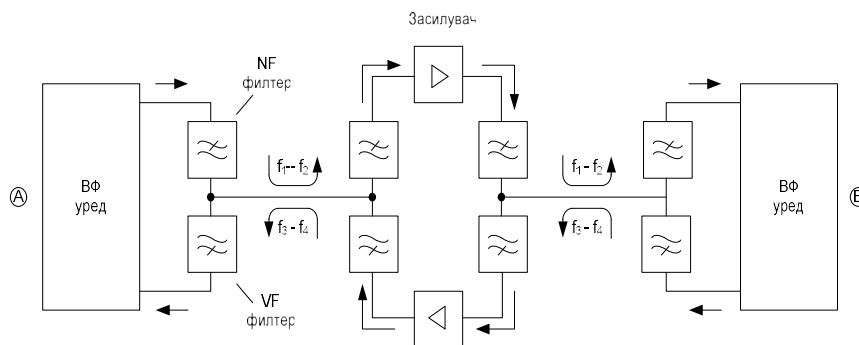 Засилувач
NF
филтер
A
ВФ
уред
f1-- f2
f3 - f4
f1 - f2
f3 - f4
ВФ
уред
Б
VF
филтер